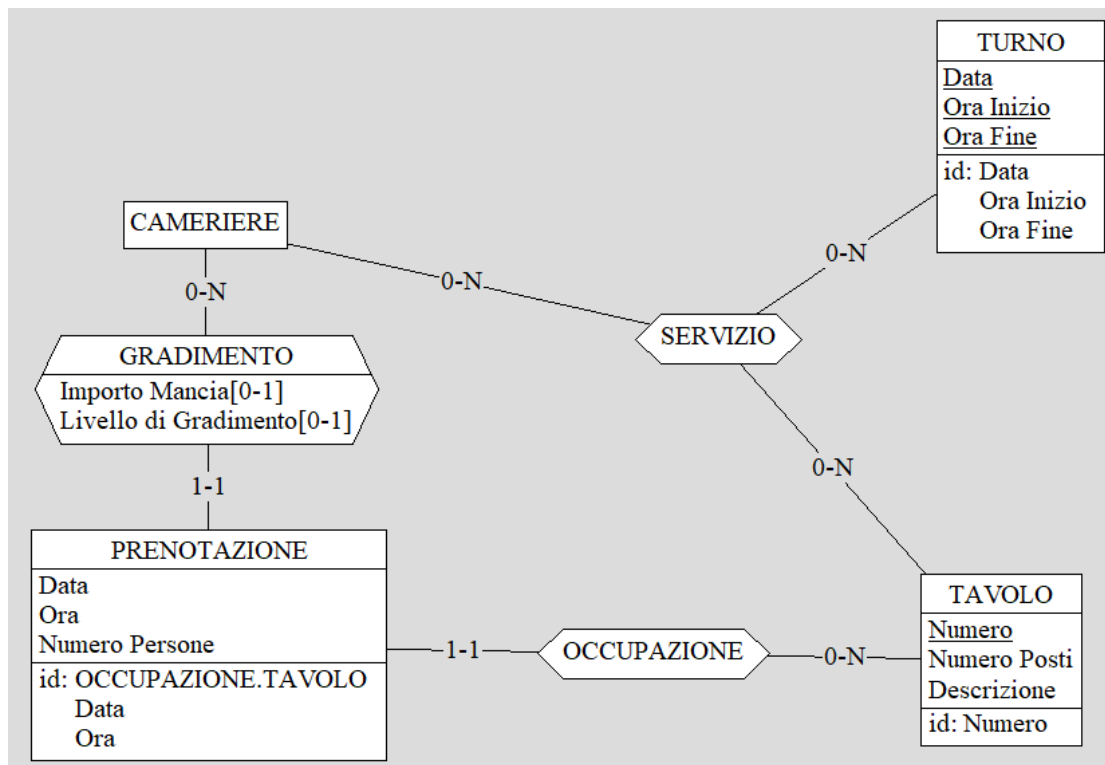 TURNO
Data
Ora Inizio
Ora Fine
id: Data
Ora Inizio
Ora Fine
CAMERIERE
0-N
0-N
0-N
SERVIZIO
GRADIMENTO
Importo Mancia[0-1]
Livello di Gradimento[0-1]
0-N
1-1
PRENOTAZIONE
Data
Ora
Numero Persone
id: OCCUPAZIONE.TAVOLO
Data
Ora
1-1
OCCUPAZIONE
0-N
TAVOLO
Numero
Numero Posti
Descrizione
id: Numero